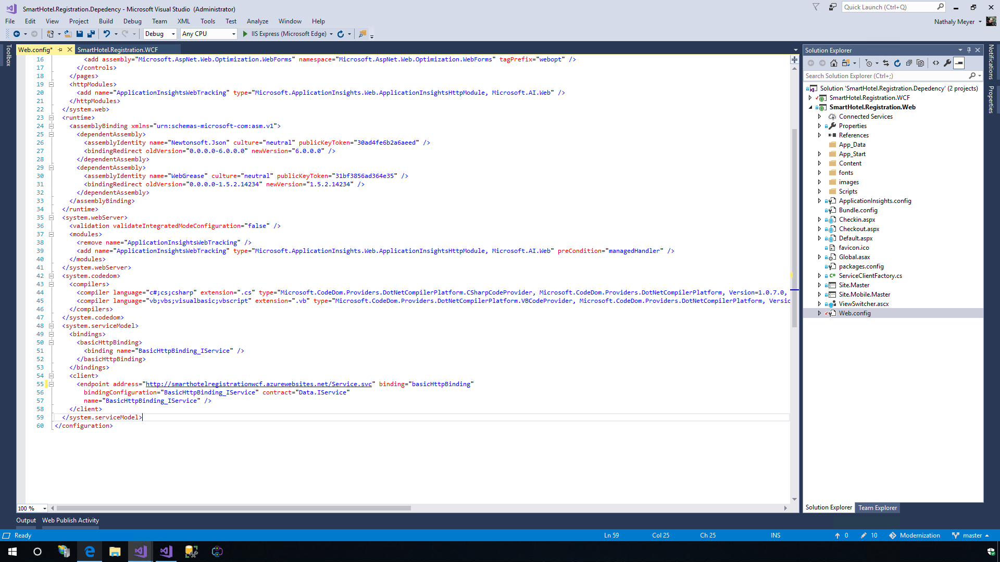 SmartHotel.Registration.Depedency - Microsoft Visual Studio (Administrator)
Quick Launch (Ctrl+Q)
File Edit View Project Build Debug Team XML Tools Test Analyze Window Help
Nathaly Meyer
Debug Any CPU IIS Express (Microsoft Edge)
Toolbox
Web.config* SmartHotel.Registration.WCF
16 <add assembly="Microsoft.AspNet.Web.Optimization.WebForms" namespace="Microsoft.AspNet.Web.Optimization.WebForms" tagPrefix="webopt" />
17 </controls>
18 </pages>
19 <httpModules>
20 <add name="ApplicationInsightsWebTracking" type="Microsoft.ApplicationInsights.Web.ApplicationInsightsHttpModule, Microsoft.AI.Web" />
21 </httpModules>
22 </system.web>
23 <runtime>
24 <assemblyBinding xmlns="urn:schemas-microsoft-com:asm.v1">
25 <dependentAssembly>
26 <assemblyIdentity name="Newtonsoft.Json" culture="neutral" publicKeyToken="30ad4fe6b2a6aeed" />
27 <bindingRedirect oldVersion="0.0.0.0-6.0.0.0" newVersion="6.0.0.0" />
28 </dependentAssembly>
29 <dependentAssembly>
30 <assemblyIdentity name="WebGrease" culture="neutral" publicKeyToken="31bf3856ad364e35" />
31 <bindingRedirect oldVersion="0.0.0.0-1.5.2.14234" newVersion="1.5.2.14234" />
32 </dependentAssembly>
33 </assemblyBinding>
34 </runtime>
35 <system.webServer>
36 <validation validateIntegratedModeConfiguration="false" />
37 <modules>
38 <remove name="ApplicationInsightsWebTracking" />
39 <add name="ApplicationInsightsWebTracking" type="Microsoft.ApplicationInsights.Web.ApplicationInsightsHttpModule, Microsoft.AI.Web" preCondition="managedHandler" />
40 </modules>
41 </system.webServer>
42 <system.codedom>
43 <compilers>
44 <compiler language="c#;cs;csharp" extension=".cs" type="Microsoft.CodeDom.Providers.DotNetCompilerPlatform.CSharpCodeProvider, Microsoft.CodeDom.Providers.DotNetCompilerPlatform, Version=1.0.7.0,
45 <compiler language="vb;vbs;visualbasic;vbscript" extension=".vb" type="Microsoft.CodeDom.Providers.DotNetCompilerPlatform.VBCodeProvider, Microsoft.CodeDom.Providers.DotNetCompilerPlatform, Versic
46 </compilers>
47 </system.codedom>
48 <system.serviceModel>
49 <bindings>
50 <basicHttpBinding>
51 <binding name="BasicHttpBinding_IService" />
52 </basicHttpBinding>
53 </bindings>
54 <client>
55 <endpoint address="http://smarthotelregistrationwcf.azurewebsites.net/Service.svc" binding="basicHttpBinding"
56 bindingConfiguration="BasicHttpBinding_IService" contract="Data.IService"
57 name="BasicHttpBinding_IService" />
58 </client>
59 </system.serviceModel>
60 </configuration>
100 %
Solution Explorer
Search Solution Explorer (Ctrl+;)
Solution 'SmartHotel.Registration.Depedency' (2 projects)
SmartHotel.Registration.WCF
SmartHotel.Registration.Web
Connected Services
Properties
References
App_Data
App_Start
Content
fonts
images
Scripts
ApplicationInsights.config
Bundle.config
Checkin.aspx
Checkout.aspx
Default.aspx
favicon.ico
Global.asax
packages.config
ServiceClientFactory.cs
Site.Master
Site.Mobile.Master
ViewSwitcher.ascx
Web.config
Solution Explorer Team Explorer
Notifications
Properties
Output Web Publish Activity
Ready Ln 59 Col 25 Ch 25 INS 0 10 Modernization master